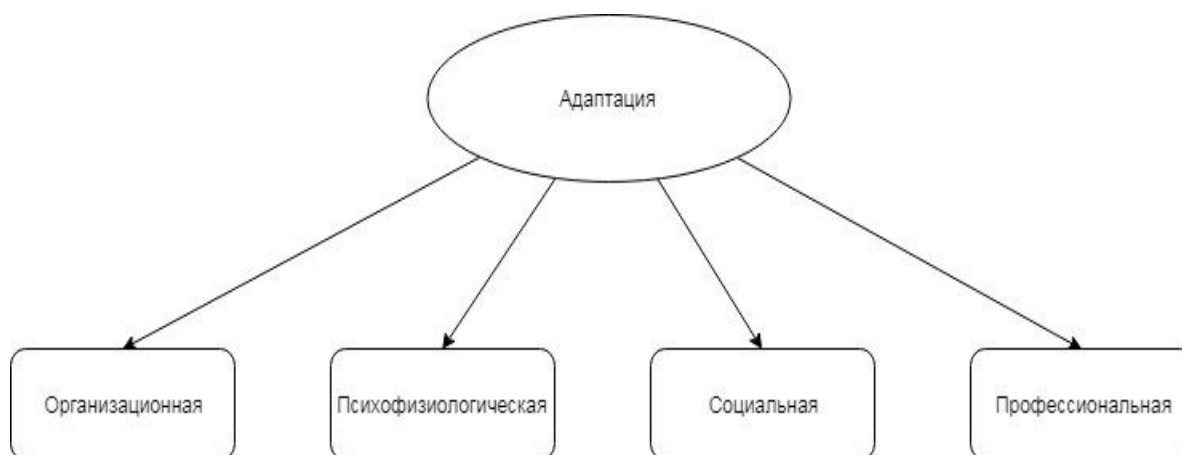 Адаптация
Организационная
Психофизиологическая
Социальная
Профессиональная